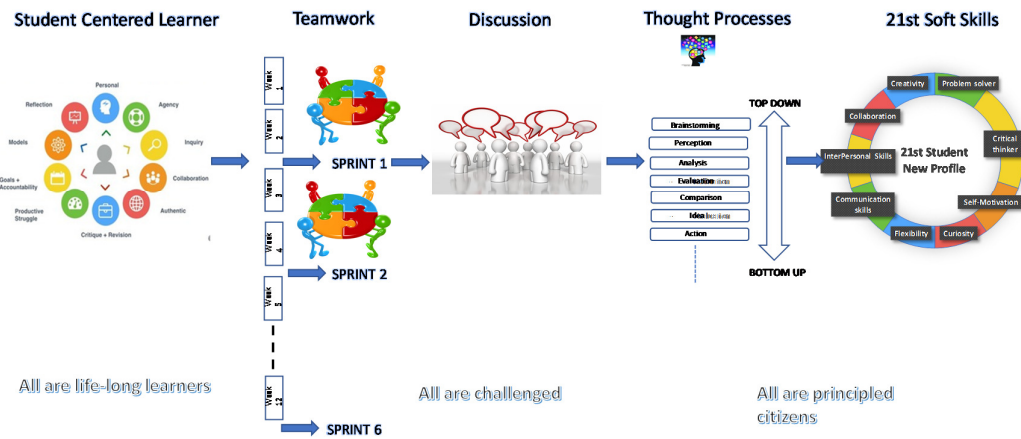 Student Centered Learner
Teamwork
Discussion
Thought Processes
21st Soft Skills
Personal
Reflection
Agency
Models
Inquiry
Goals +
Accountability
Collaboration
Productive
Struggle
Authentic
Critique + Revision
Week
1
Week
2
SPRINT 1
Week
3
Week
4
SPRINT 2
Week
5
Week
12
SPRINT 6
TOP DOWN
Brainstorming
Perception
Analysis
Evaluation
Comparison
Idea
Action
BOTTOM UP
Creativity
Problem solver
Collaboration
Critical
thinker
InterPersonal Skills
21st Student
New Profile
Communication
skills
Self-Motivation
Flexibility
Curiosity
All are life-long learners
All are challenged
All are principled
citizens